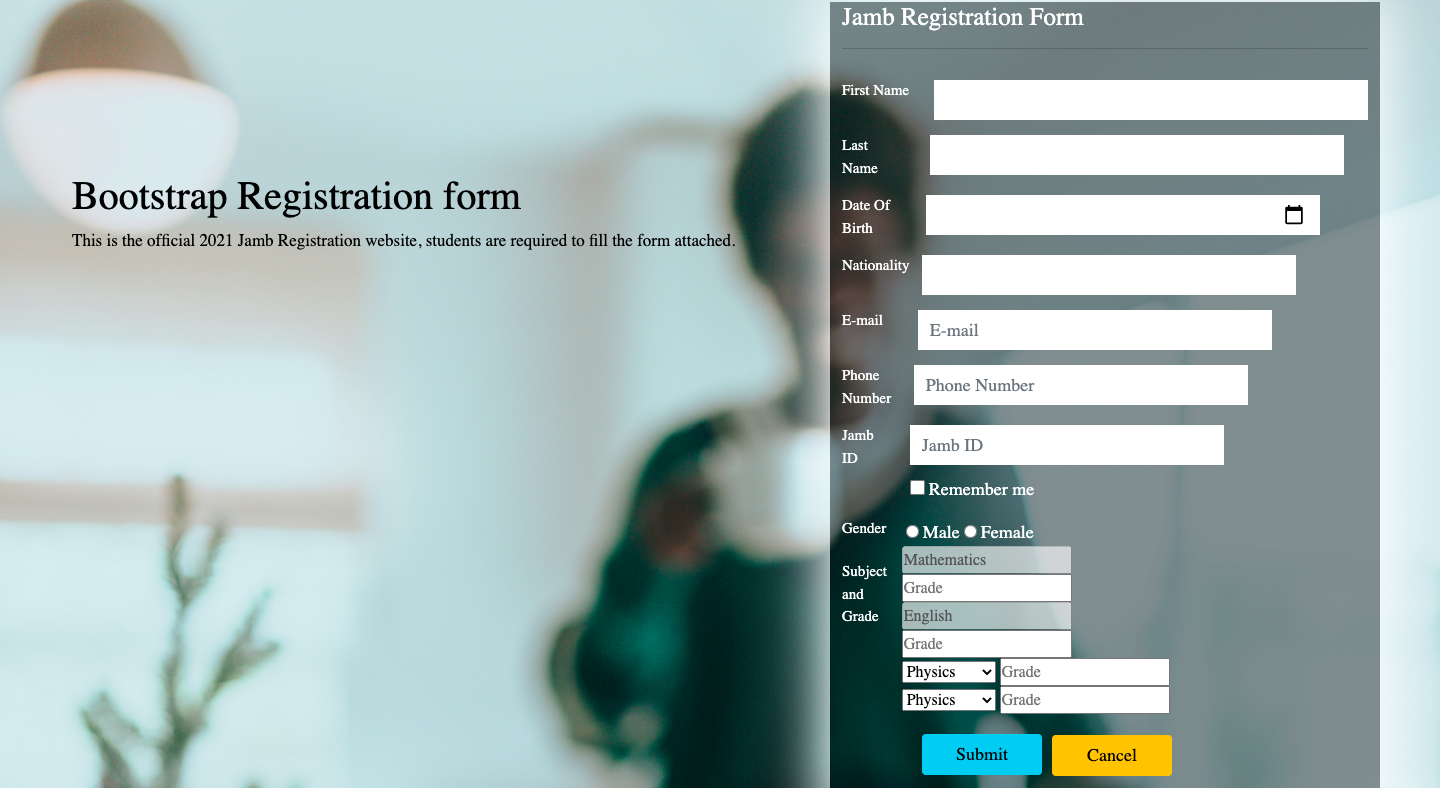 Jamb Registration Form
First Name
Last
Name
Bootstrap Registration form
Date Of
Birth
This is the official 2021 Jamb Registration website, students are required to fill the form attached.
Nationality
E-mail
E-mail
Phone
Number
Phone Number
Jamb
ID
Jamb ID
Remember me
Gender
Male Female
Subject
and
Grade
Mathematics
Grade
English
Grade
Physics Grade
Physics Grade
Submit Cancel